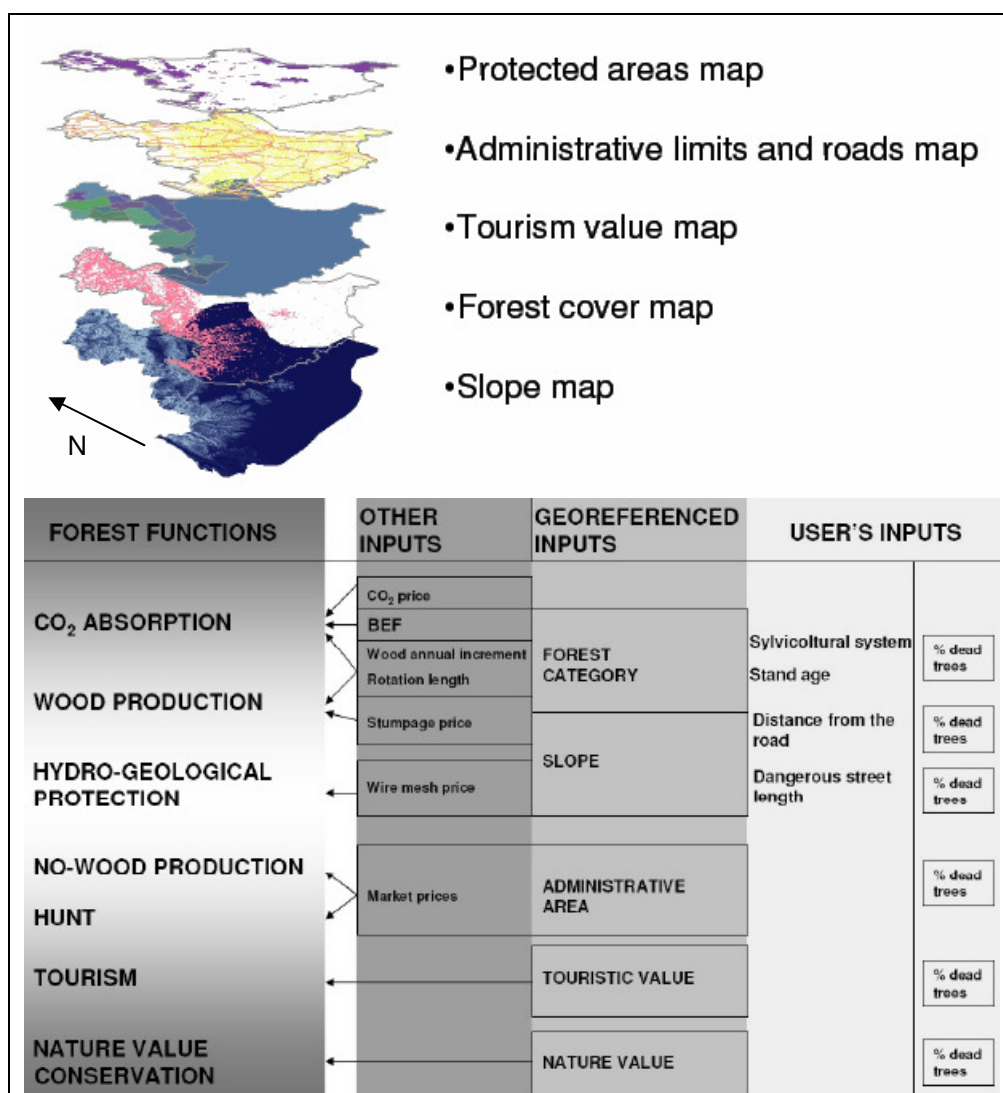 •Protected areas map
•Administrative limits and roads map
•Tourism value map
•Forest cover map
•Slope map
N
FOREST FUNCTIONS
OTHER
INPUTS
GEOREFERENCED
INPUTS
USER'S INPUTS
CO₂ ABSORPTION
CO₂ price
BEF
Wood annual increment
Rotation length
FOREST
CATEGORY
Sylvicoltural system
Stand age
% dead
trees
WOOD PRODUCTION
Stumpage price
SLOPE
Distance from the
road
% dead
trees
HYDRO-GEOLOGICAL
PROTECTION
Wire mesh price
Dangerous street
length
% dead
trees
NO-WOOD PRODUCTION
HUNT
Market prices
ADMINISTRATIVE
AREA
% dead
trees
TOURISM
TOURISTIC VALUE
% dead
trees
NATURE VALUE
CONSERVATION
NATURE VALUE
% dead
trees